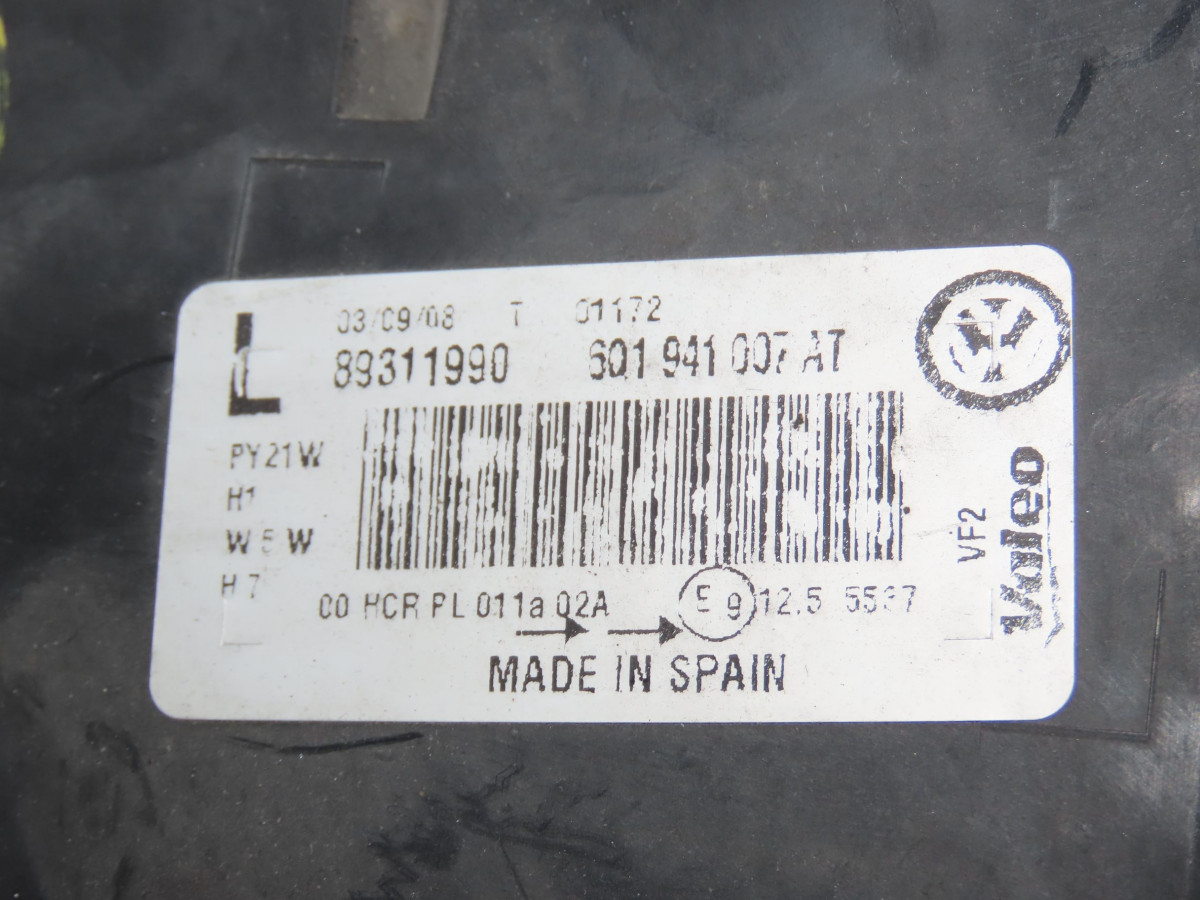 03/09/08 T 01172
L
89311990 6Q1 941 007 AT
PY21W
H1
W5W
H7
VF2
Valeo
00 HCR PL 011a 02A E9 12.5 5537
MADE IN SPAIN